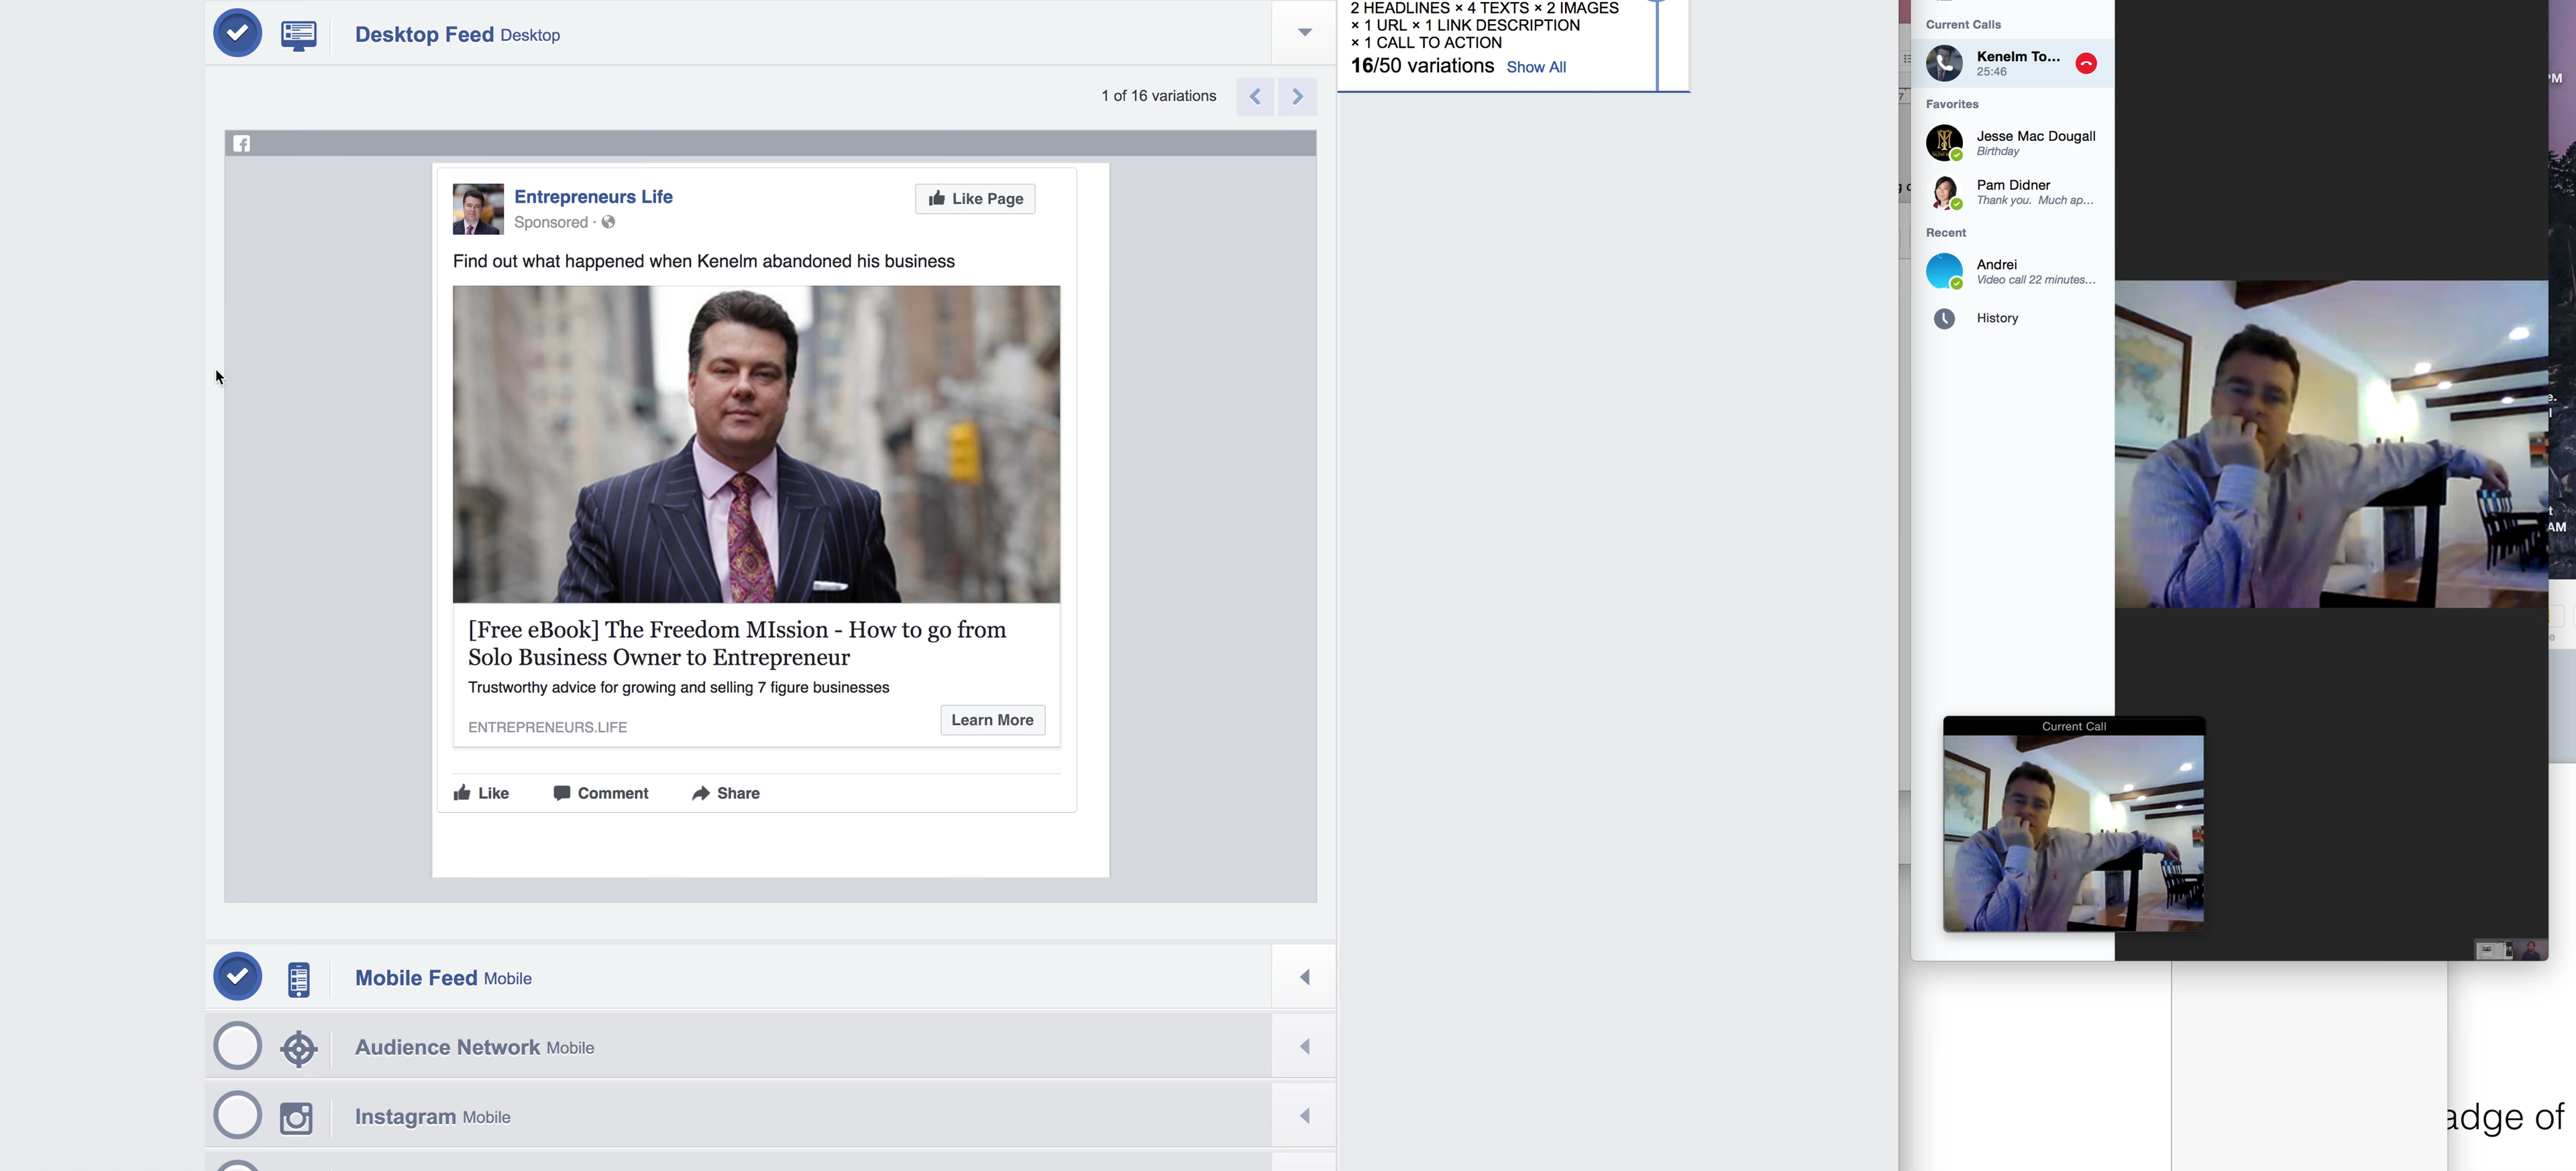 Desktop Feed Desktop
2 HEADLINES × 4 TEXTS × 2 IMAGES
× 1 URL × 1 LINK DESCRIPTION
× 1 CALL TO ACTION
16/50 variations Show All
1 of 16 variations
Entrepreneurs Life
Sponsored ·
Like Page
Find out what happened when Kenelm abandoned his business
[Free eBook] The Freedom MIssion - How to go from
Solo Business Owner to Entrepreneur
Trustworthy advice for growing and selling 7 figure businesses
ENTREPRENEURS.LIFE
Learn More
Like
Comment
Share
Mobile Feed Mobile
Audience Network Mobile
Instagram Mobile
Current Calls
Kenelm To...
25:46
Favorites
Jesse Mac Dougall
Birthday
Pam Didner
Thank you. Much ap...
Recent
Andrei
Video call 22 minutes...
History
Current Call
AM
adge of